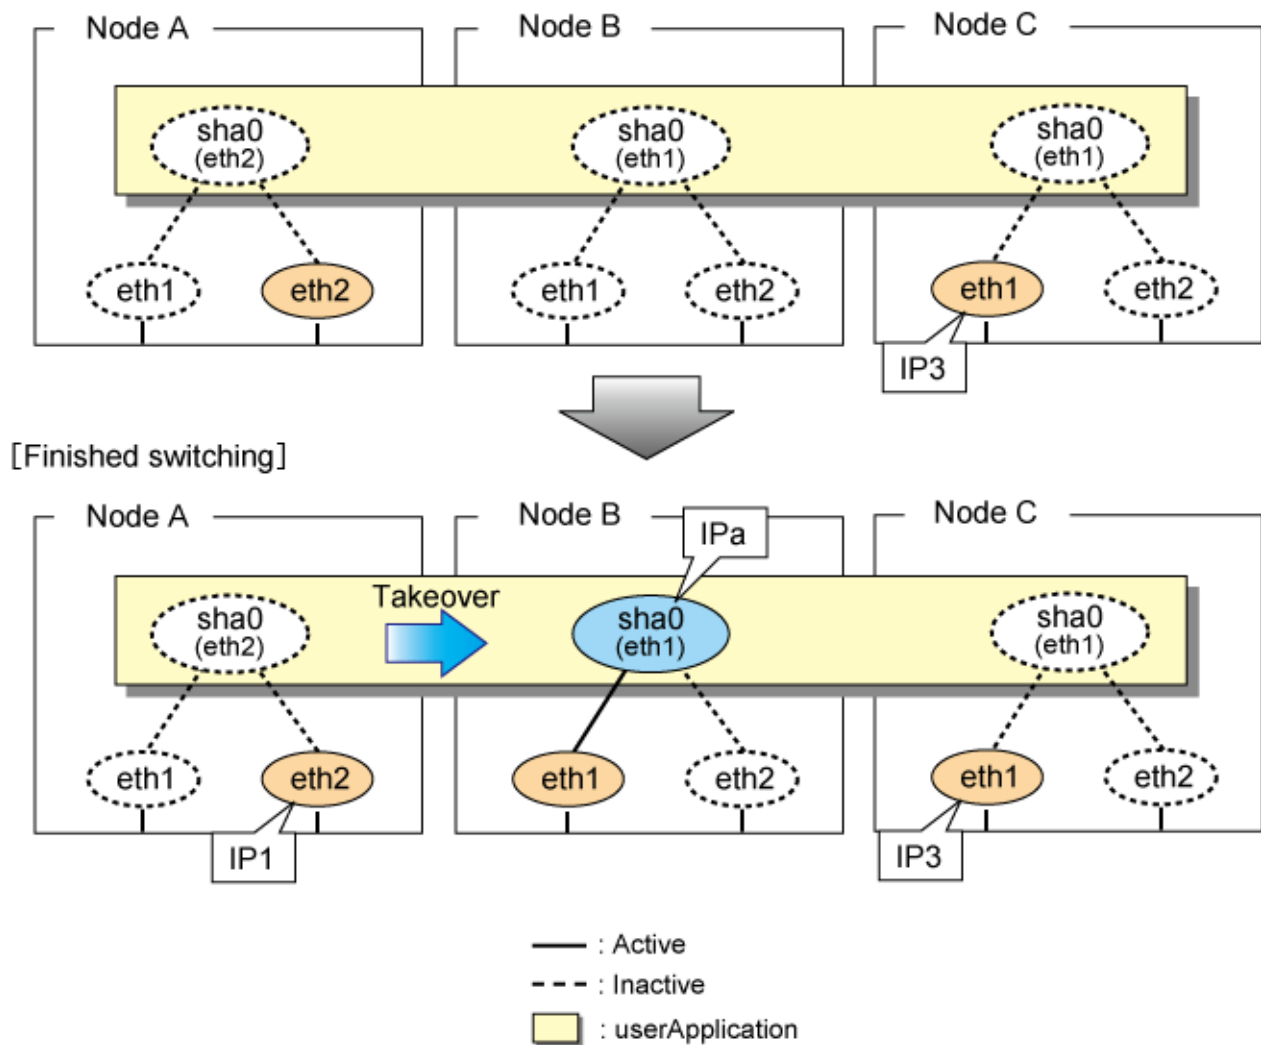 Node A
Node B
Node C
sha0
(eth2)
sha0
(eth1)
sha0
(eth1)
eth1
eth2
eth1
eth2
eth1
eth2
IP3
[Finished switching]
Node A
Node B
Node C
IPa
Takeover
sha0
(eth2)
sha0
(eth1)
sha0
(eth1)
eth1
eth2
eth1
eth2
eth1
eth2
IP1
IP3
: Active
: Inactive
: userApplication